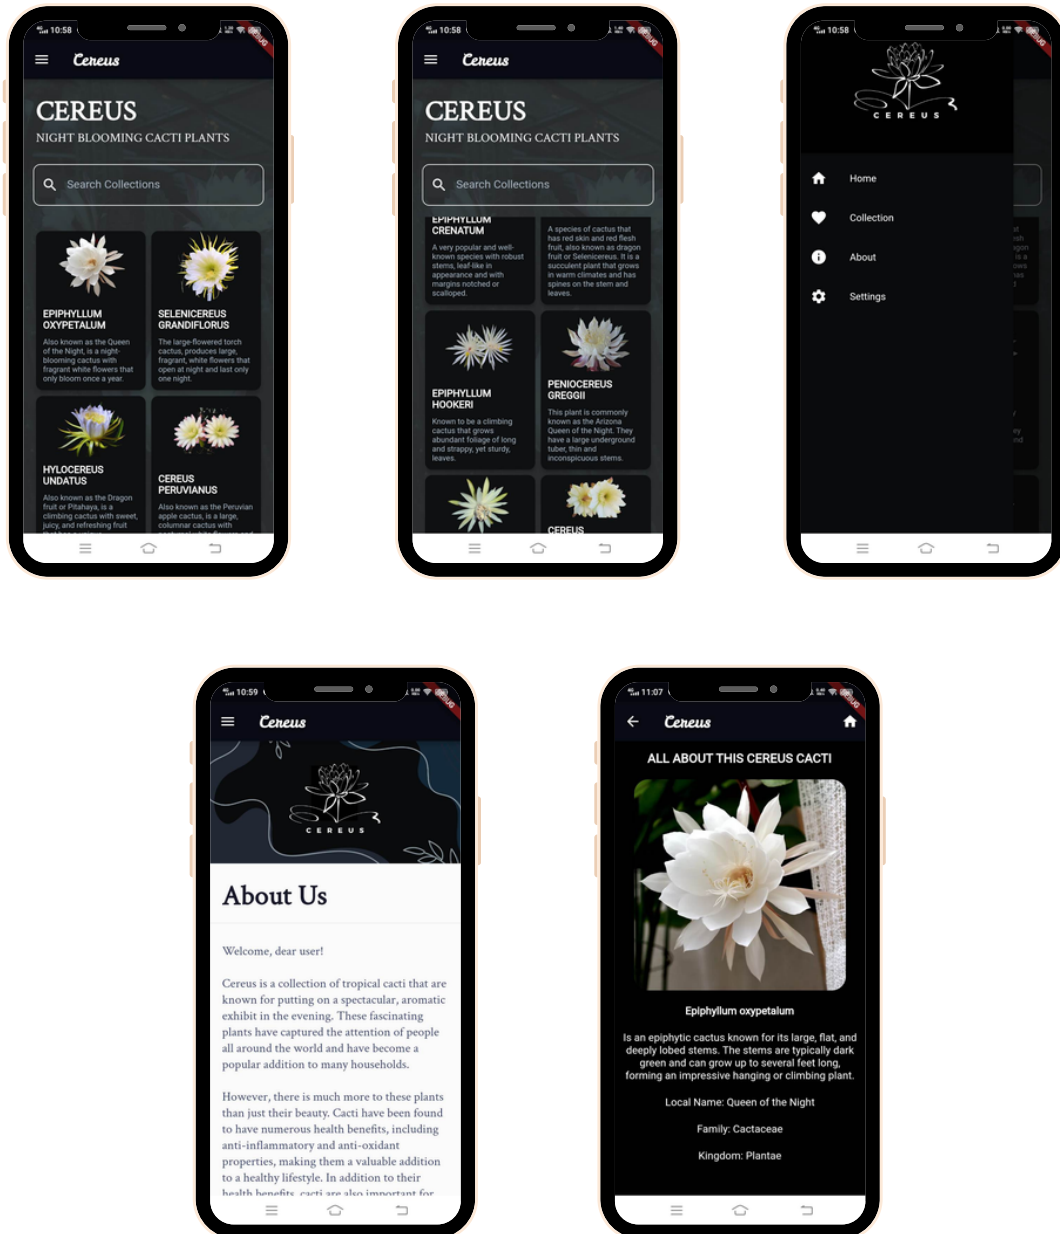 10:58
DEBUG
Cereus
CEREUS
NIGHT BLOOMING CACTI PLANTS
Search Collections
EPIPHYLLUM
OXYPETALUM
Also known as the Queen
of the Night, is a night-
blooming cactus with
fragrant white flowers that
only bloom once a year.
SELENICEREUS
GRANDIFLORUS
The large-flowered torch
cactus, produces large,
fragrant, white flowers that
open at night and last only
one night.
HYLOCEREUS
UNDATUS
Also known as the Dragon
fruit or Pitahaya, is a
climbing cactus with sweet,
juicy, and refreshing fruit
CEREUS
PERUVIANUS
Also known as the Peruvian
apple cactus, is a large,
columnar cactus with
10:58
DEBUG
Cereus
CEREUS
NIGHT BLOOMING CACTI PLANTS
Search Collections
EPIPHYLLUM
CRENATUM
A very popular and well-
known species with robust
stems, leaf-like in
appearance and with
margins notched or
scalloped.
A species of cactus that
has red skin and red flesh
fruit, also known as dragon
fruit or Selenicereus. It is a
succulent plant that grows
in warm climates and has
spines on the stem and
leaves.
EPIPHYLLUM
HOOKERI
Known to be a climbing
cactus that grows
abundant foliage of long
and strappy, yet sturdy,
leaves.
PENIOCEREUS
GREGGII
This plant is commonly
known as the Arizona
Queen of the Night. They
have a large underground
tuber, thin and
inconspicuous stems.
CEREUS
10:58
DEBUG
CEREUS
Home
Collection
About
Settings
10:59
DEBUG
Cereus
CEREUS
About Us
Welcome, dear user!
Cereus is a collection of tropical cacti that are
known for putting on a spectacular, aromatic
exhibit in the evening. These fascinating
plants have captured the attention of people
all around the world and have become a
popular addition to many households.
However, there is much more to these plants
than just their beauty. Cacti have been found
to have numerous health benefits, including
anti-inflammatory and anti-oxidant
properties, making them a valuable addition
to a healthy lifestyle. In addition to their
health benefits, cacti are also important for
11:07
DEBUG
Cereus
ALL ABOUT THIS CEREUS CACTI
Epiphyllum oxypetalum
Is an epiphytic cactus known for its large, flat, and
deeply lobed stems. The stems are typically dark
green and can grow up to several feet long,
forming an impressive hanging or climbing plant.
Local Name: Queen of the Night
Family: Cactaceae
Kingdom: Plantae